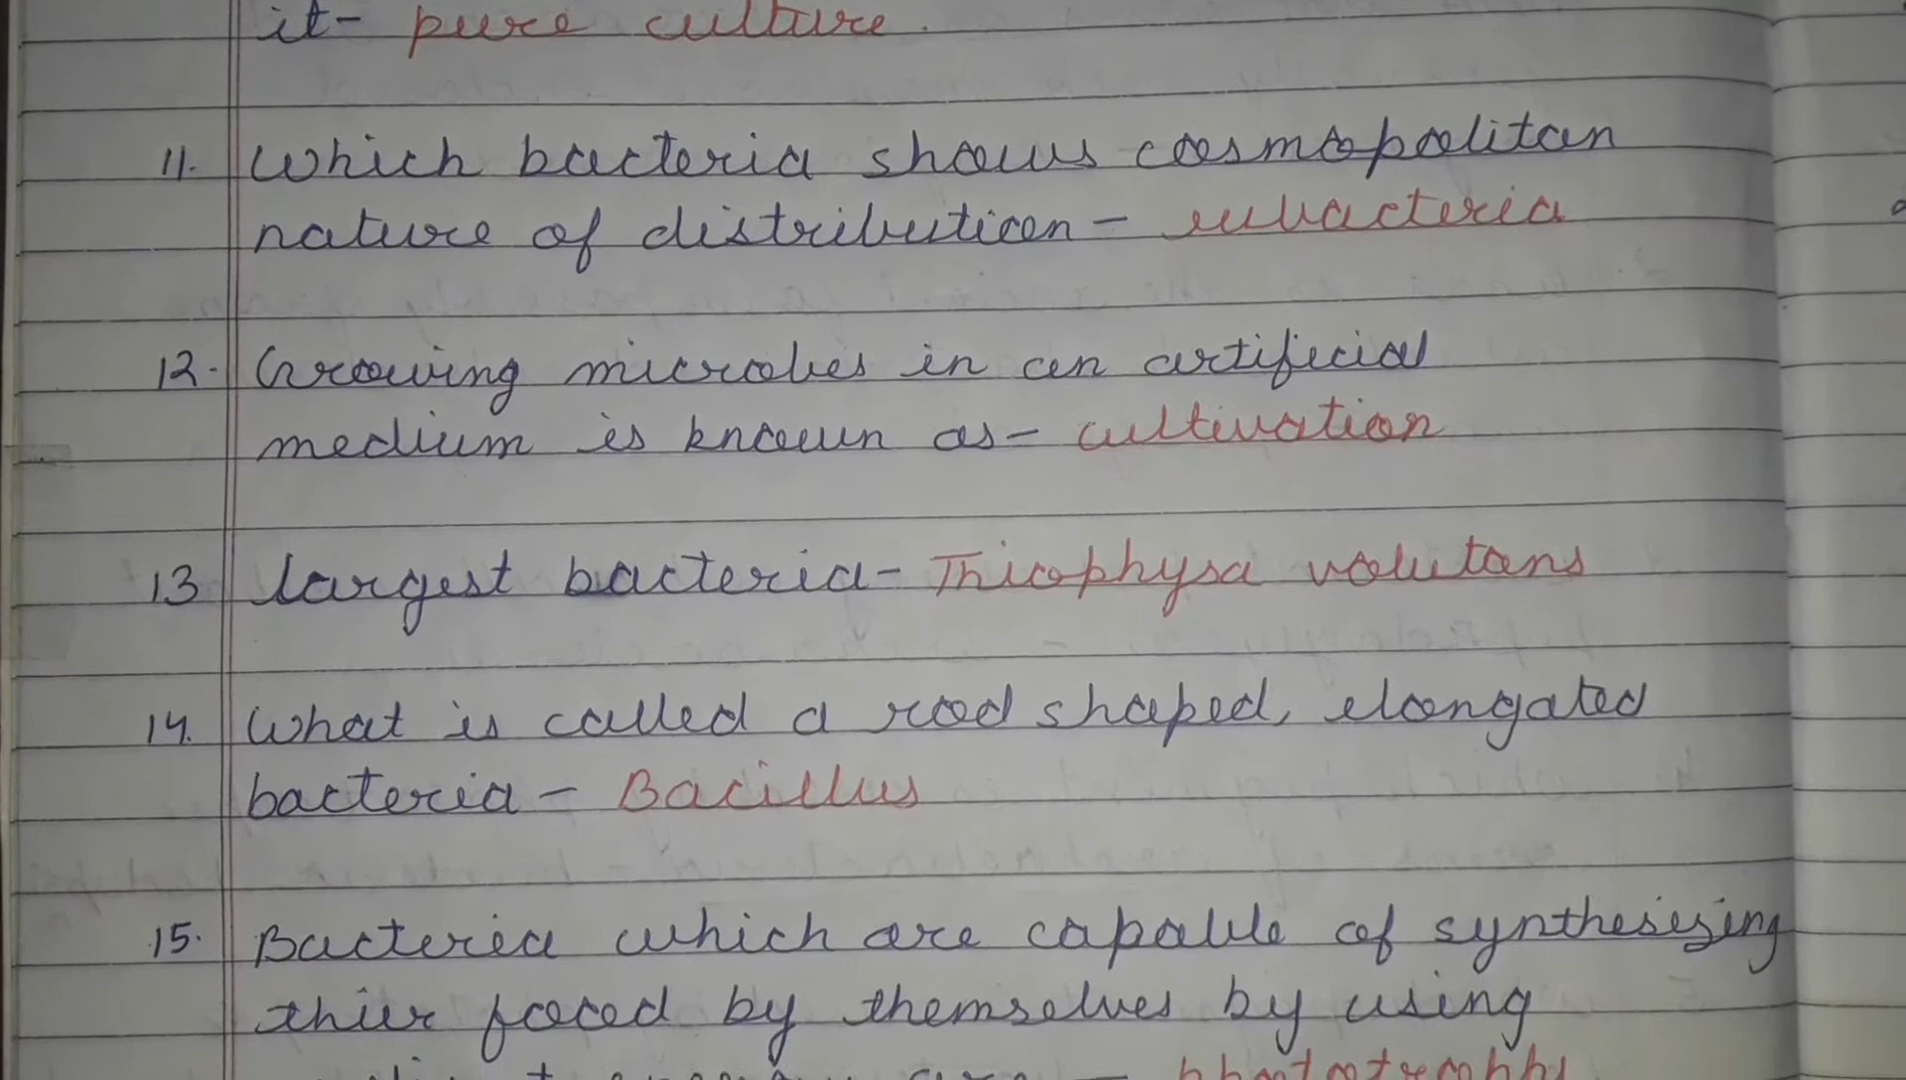 it- pure culture.
11. Which bacteria shows cosmopolitan
nature of distribution - eubacteria
12. Growing microbes in an artificial
medium is known as - cultivation
13 largest bacteria - Thiophysa volutans
14. What is called a rod shaped, elongated
bacteria - Bacillus
15. Bacteria which are capable of synthesizing
thier food by themselves by using